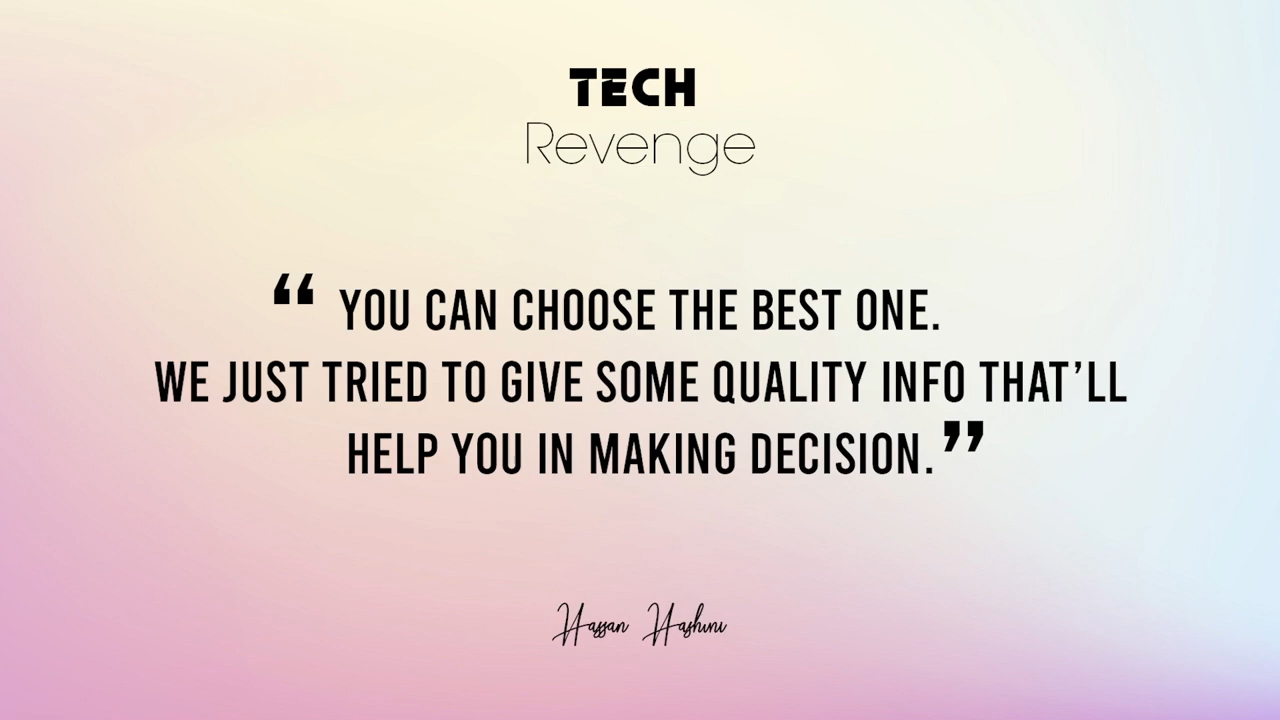 TECH
Revenge
“ YOU CAN CHOOSE THE BEST ONE.
WE JUST TRIED TO GIVE SOME QUALITY INFO THAT’LL
HELP YOU IN MAKING DECISION.”
Hassan Hashmi